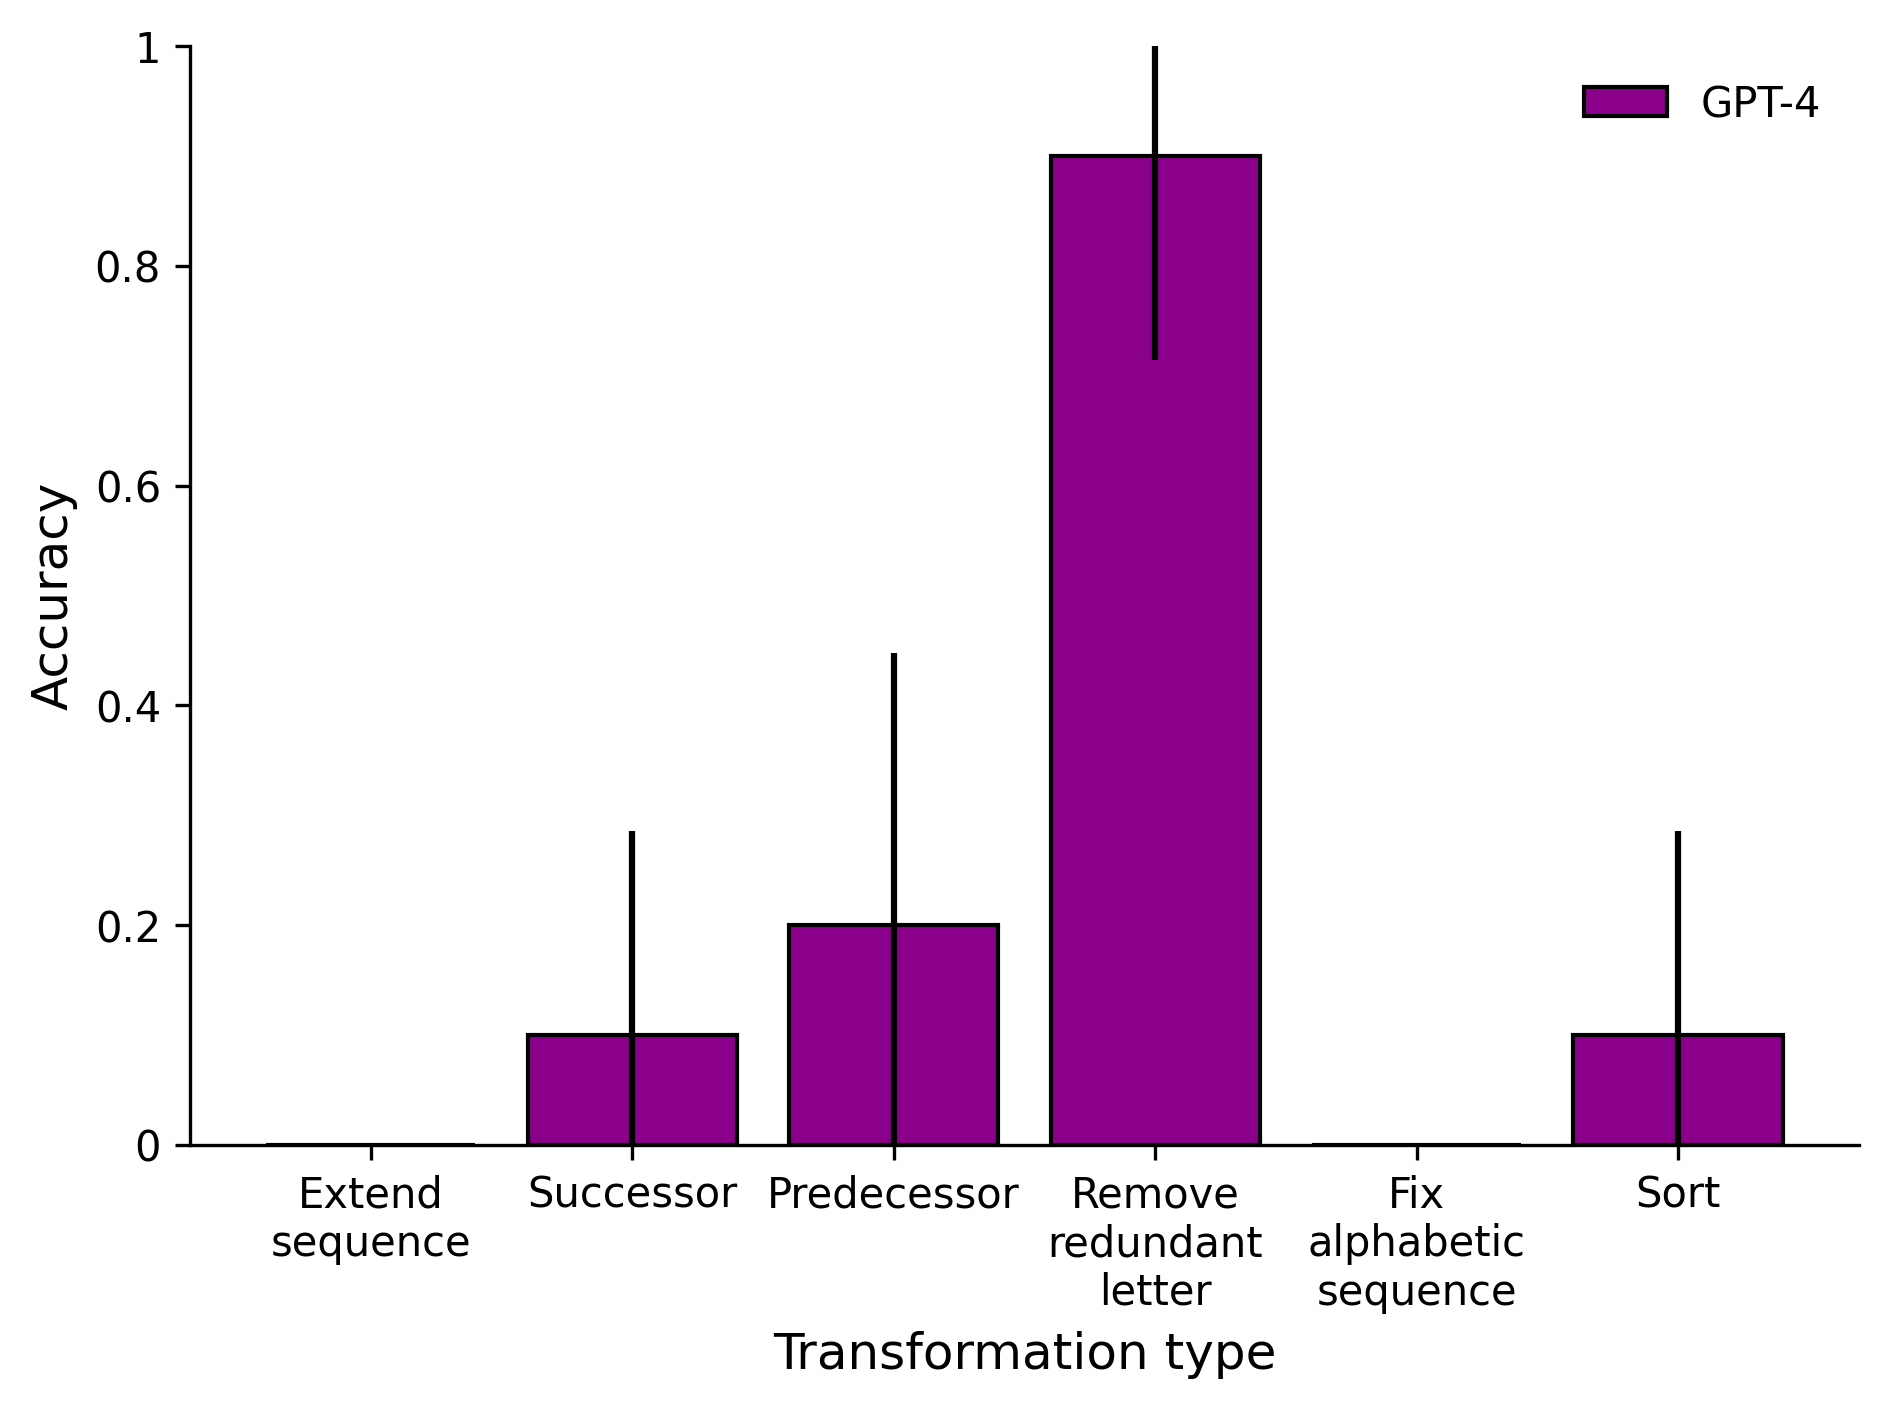 1
GPT-4
0.8
0.6
Accuracy
0.4
0.2
0
Extend
sequence
Successor
Predecessor
Remove
redundant
letter
Fix
alphabetic
sequence
Sort
Transformation type